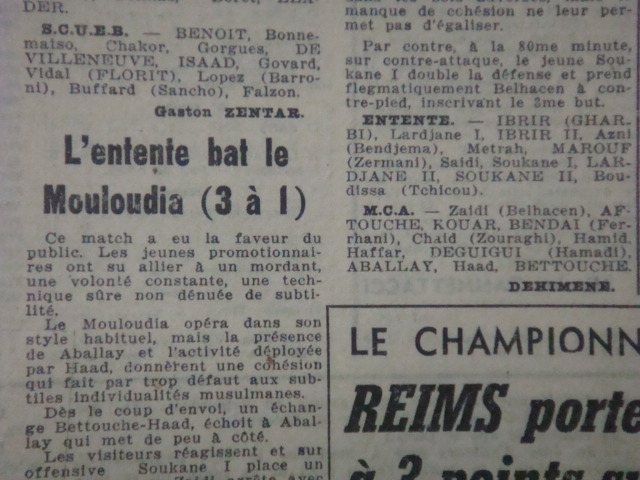 DER.
S.C.U.E.B. — BENOIT, Bonne-
maiso, Chakor, Gorgues, DE
VILLENEUVE, ISAAD, Govard,
Vidal (FLORIT), Lopez (Barro-
ni), Buffard (Sancho), Falzon.
Gaston ZENTAR.
L'entente bat le
Mouloudia (3 à 1)
Ce match a eu la faveur du
public. Les jeunes promotionnai-
res ont su allier à un mordant,
une volonté constante, une tech-
nique sûre non dénuée de subti-
lité.
Le Mouloudia opéra dans son
style habituel, mais la présence
de Aballay et l'activité déployée
par Haad, donnèrent une cohésion
qui fait par trop défaut aux sub-
tiles individualités musulmanes.
Dès le coup d'envoi, un échan-
ge Bettouche-Haad, échoit à Abal-
lay qui met de peu à côté.
Les visiteurs réagissent et sur
offensive Soukane I place un
manque de cohésion ne leur per-
met pas d'égaliser.
Par contre, à la 80me minute,
sur contre-attaque, le jeune Sou-
kane I double la défense et prend
flegmatiquement Belhacen à con-
tre-pied, inscrivant le 3me but.
ENTENTE. — IBRIR (GHAR-
BI), Lardjane I, IBRIR II, Azni
(Bendjema), Metrah, MAROUF
(Zermani), Saidi, Soukane I, LAR-
DJANE II, SOUKANE II, Bou-
dissa (Tchicou).
M.C.A. — Zaidi (Belhacen), AF-
TOUCHE, KOUAR, BENDAI (Fer-
rhani), Chaid (Zouraghi), Hamid,
Haffar, DEGUIGUI (Hamadi),
ABALLAY, Haad, BETTOUCHE.
DEHIMENE.
LE CHAMPIONN
REIMS porte